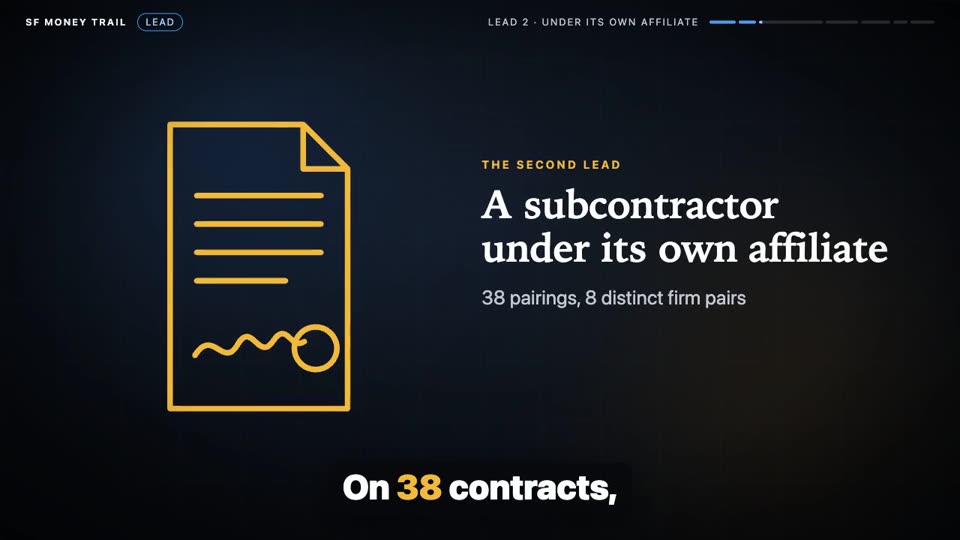 SF MONEY TRAIL
LEAD
LEAD 2 · UNDER ITS OWN AFFILIATE
THE SECOND LEAD
A subcontractor
under its own affiliate
38 pairings, 8 distinct firm pairs
On 38 contracts,